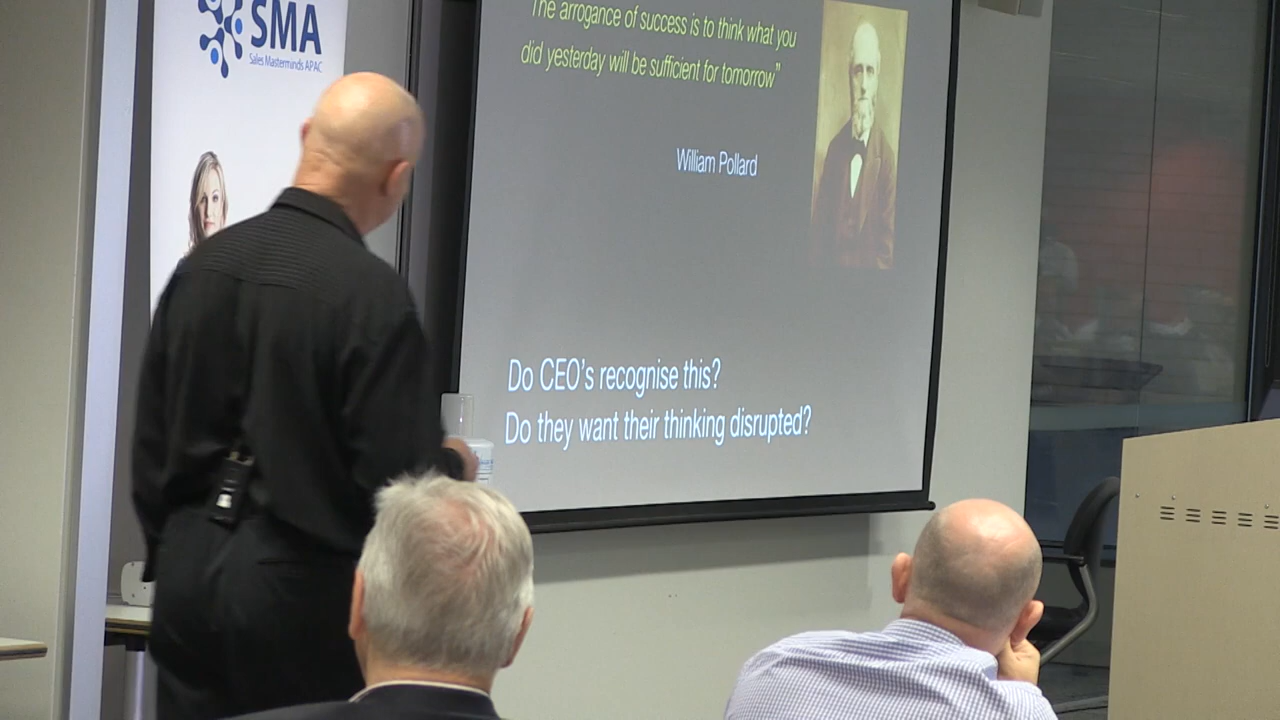 SMA
Sales Masterminds APAC
"The arrogance of success is to think what you
did yesterday will be sufficient for tomorrow"
William Pollard
Do CEO's recognise this?
Do they want their thinking disrupted?